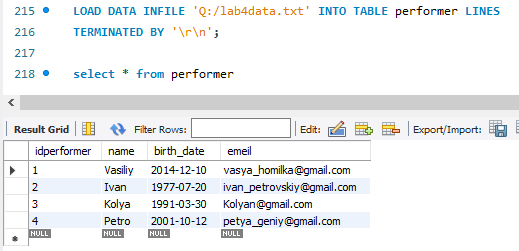 215 LOAD DATA INFILE 'Q:/lab4data.txt' INTO TABLE performer LINES
216 TERMINATED BY '\r\n';
217
218 select * from performer
Result Grid Filter Rows: Edit: Export/Import:
idperformer name birth_date emeil
1 Vasiliy 2014-12-10 vasya_homilka@gmail.com
2 Ivan 1977-07-20 ivan_petrovskiy@gmail.com
3 Kolya 1991-03-30 Kolyan@gmail.com
4 Petro 2001-10-12 petya_geniy@gmail.com
NULL NULL NULL NULL